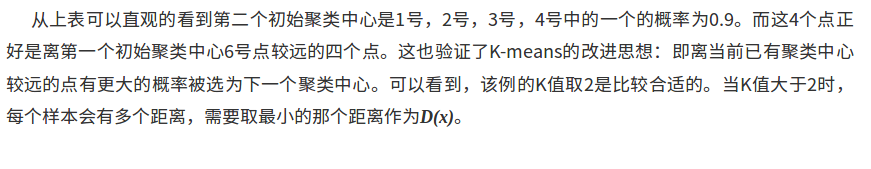 从上表可以直观的看到第二个初始聚类中心是1号，2号，3号，4号中的一个的概率为0.9。而这4个点正
好是离第一个初始聚类中心6号点较远的四个点。这也验证了K-means的改进思想：即离当前已有聚类中心
较远的点有更大的概率被选为下一个聚类中心。可以看到，该例的K值取2是比较合适的。当K值大于2时，
每个样本会有多个距离，需要取最小的那个距离作为D(x)。